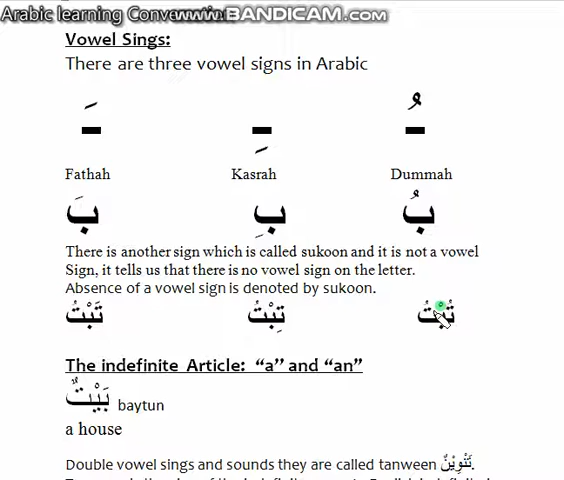 Arabic learning Conversation www.BANDICAM.com
Vowel Sings:
There are three vowel signs in Arabic
ـَ ـِ ـُ
Fathah Kasrah Dummah
بَ بِ بُ
There is another sign which is called sukoon and it is not a vowel
Sign, it tells us that there is no vowel sign on the letter.
Absence of a vowel sign is denoted by sukoon.
تَبْتُ تِبْتُ تُبْتُ
The indefinite Article: “a” and “an”
بَيْتٌ baytun
a house
Double vowel sings and sounds they are called tanween تَنْوِيْنٌ.